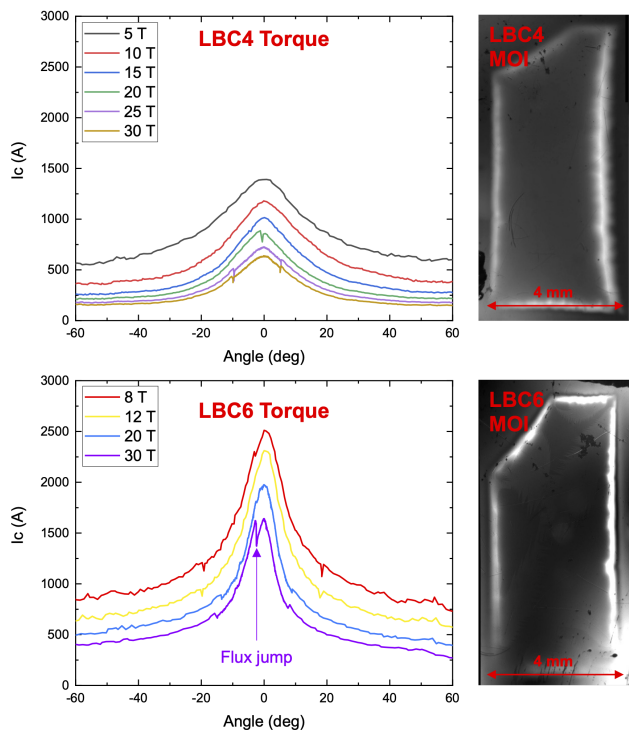 LBC4 Torque
5 T
10 T
15 T
20 T
25 T
30 T
3000
2500
2000
1500
1000
500
0
Ic (A)
-60
-40
-20
0
20
40
60
Angle (deg)
LBC4
MOI
4 mm
LBC6 Torque
8 T
12 T
20 T
30 T
3000
2500
2000
1500
1000
500
0
Ic (A)
Flux jump
-60
-40
-20
0
20
40
60
Angle (deg)
LBC6
MOI
4 mm